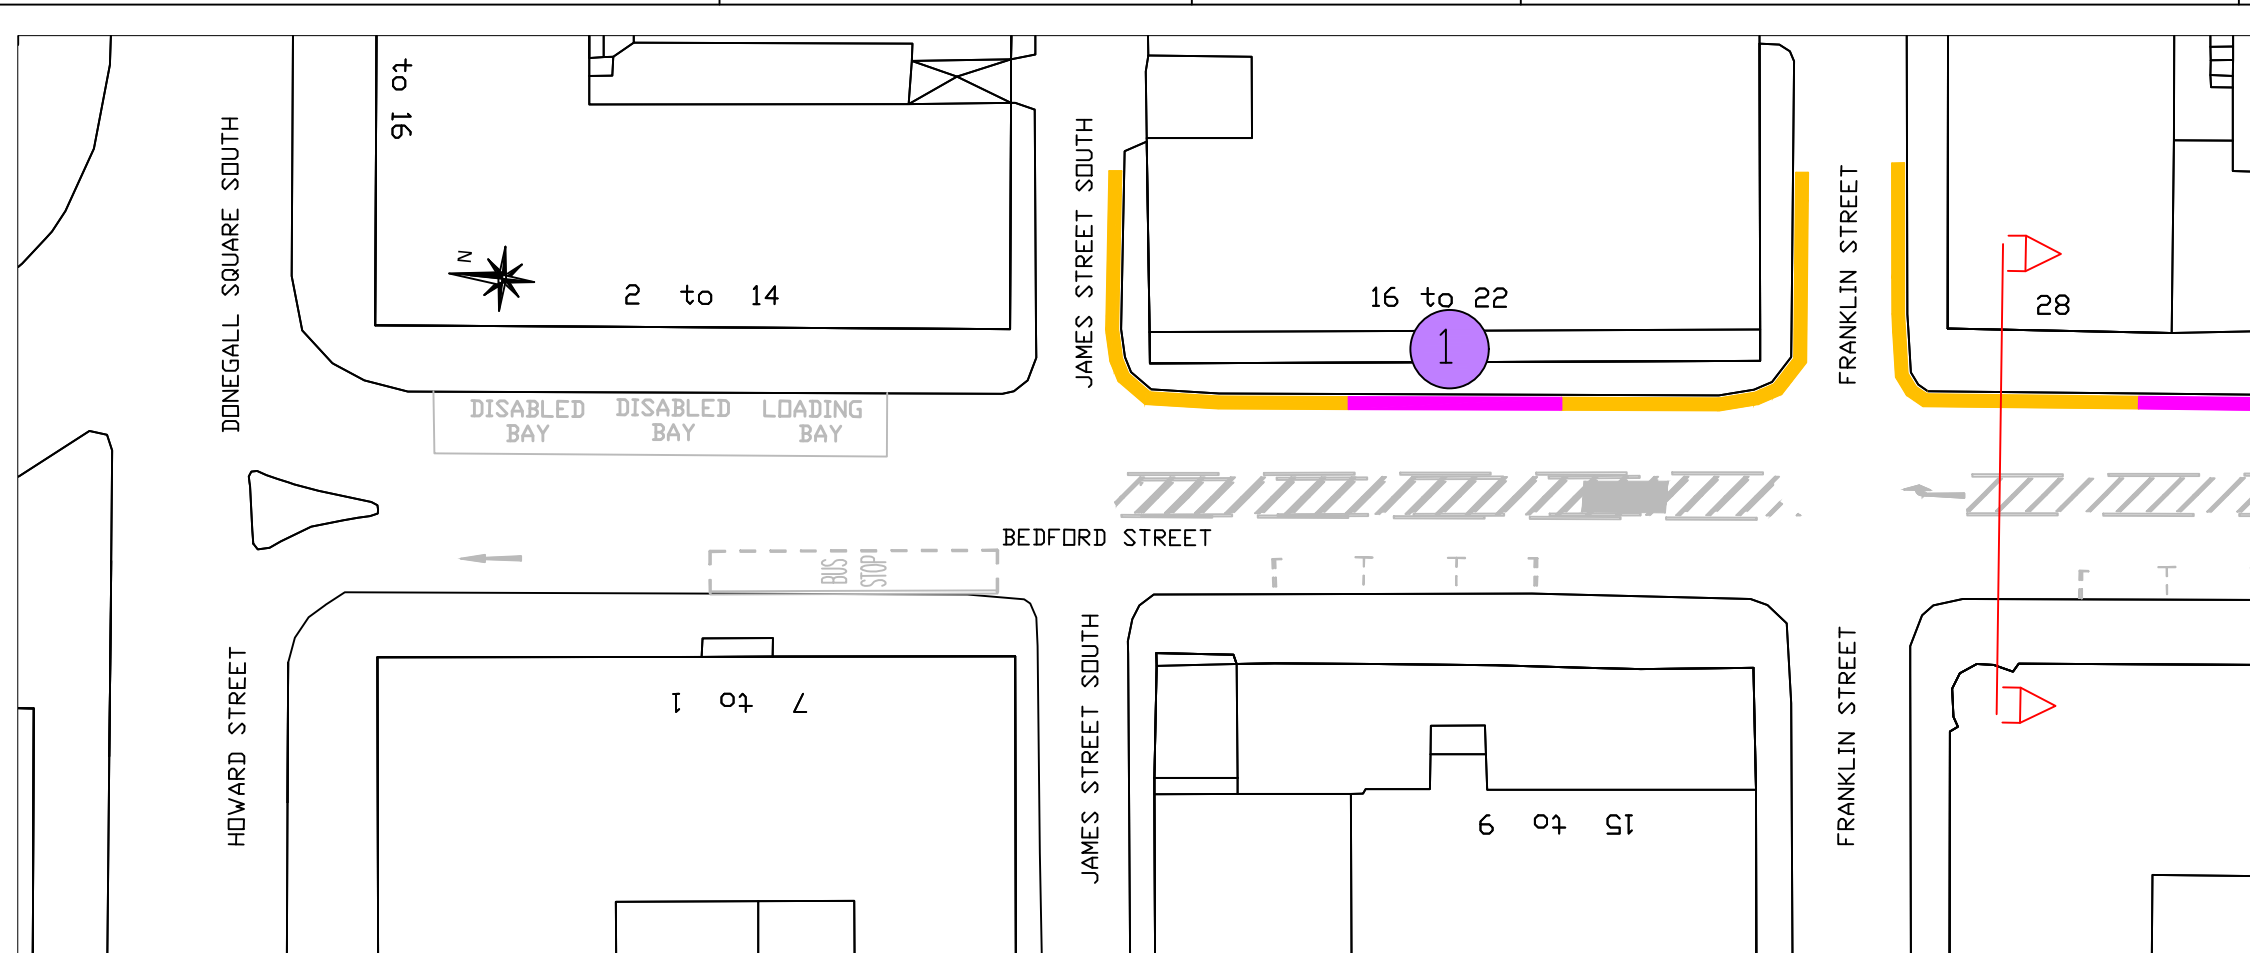 to 16
DONEGALL SQUARE SOUTH
N
2 to 14
JAMES STREET SOUTH
16 to 22
1
FRANKLIN STREET
28
DISABLED
BAY
DISABLED
BAY
LOADING
BAY
BEDFORD STREET
BUS
STOP
HOWARD STREET
1 to 7
JAMES STREET SOUTH
9 to 15
FRANKLIN STREET